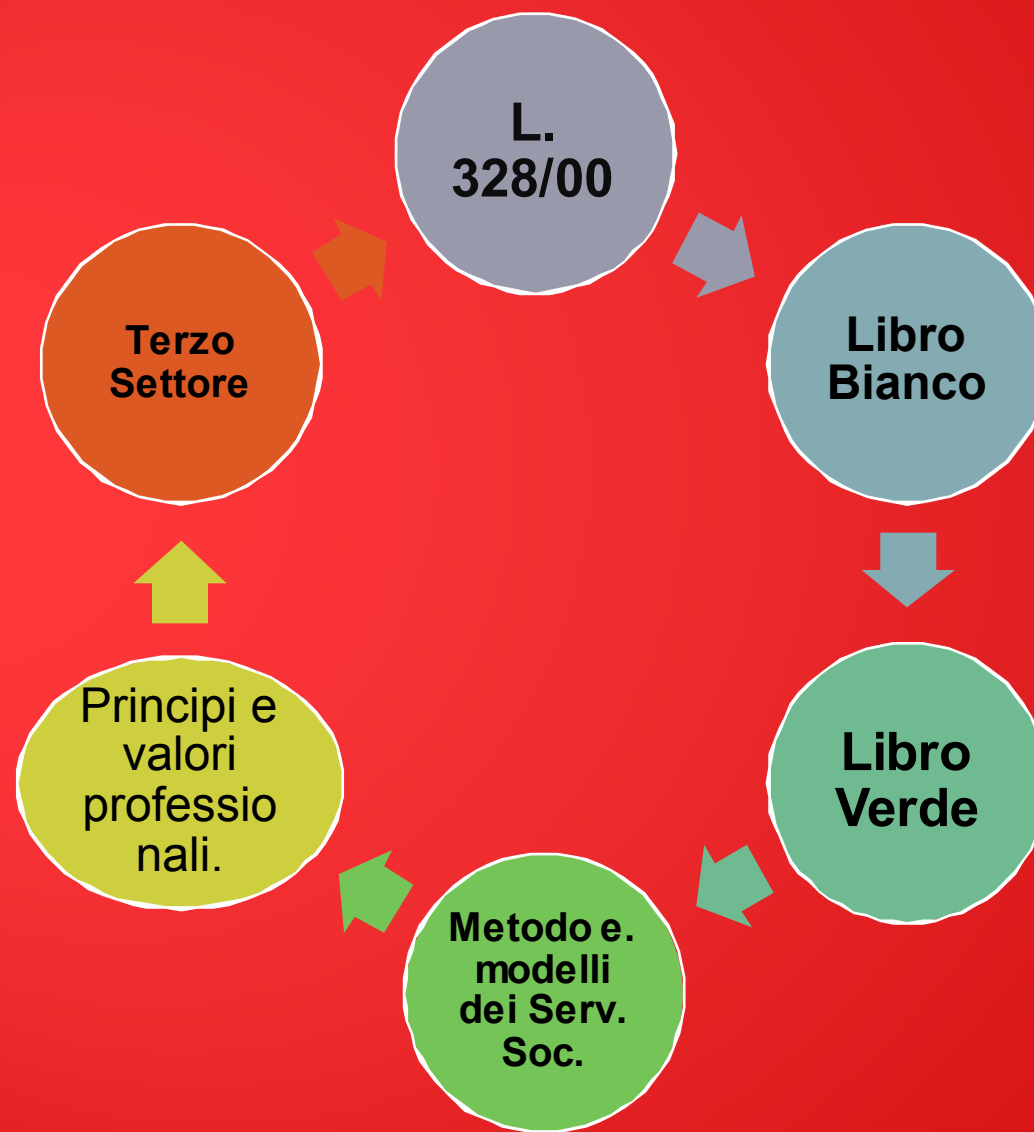 L.
328/00
Libro
Bianco
Libro
Verde
Metodo e.
modelli
dei Serv.
Soc.
Principi e
valori
professio
nali.
Terzo
Settore